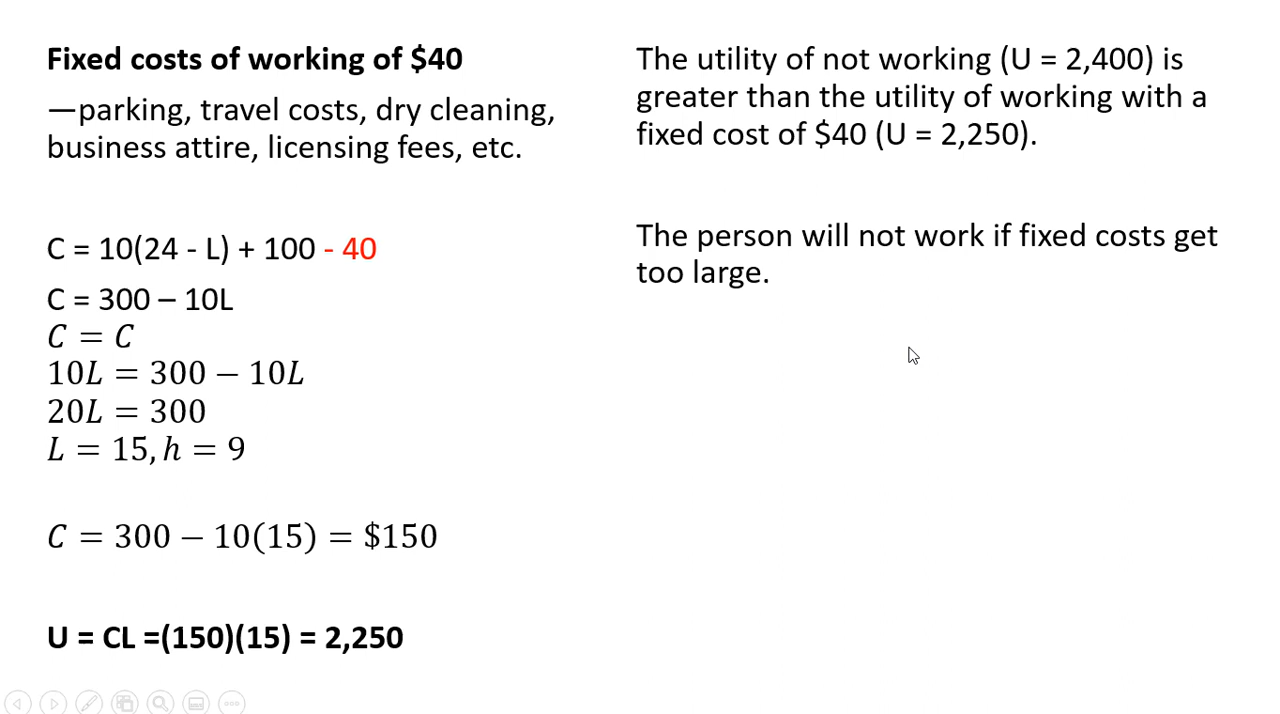 Fixed costs of working of $40
—parking, travel costs, dry cleaning,
business attire, licensing fees, etc.
C = 10(24 - L) + 100 - 40
C = 300 – 10L
𝐶 = 𝐶
10𝐿 = 300 − 10𝐿
20𝐿 = 300
𝐿 = 15, ℎ = 9
𝐶 = 300 − 10(15) = $150
U = CL =(150)(15) = 2,250
The utility of not working (U = 2,400) is
greater than the utility of working with a
fixed cost of $40 (U = 2,250).
The person will not work if fixed costs get
too large.